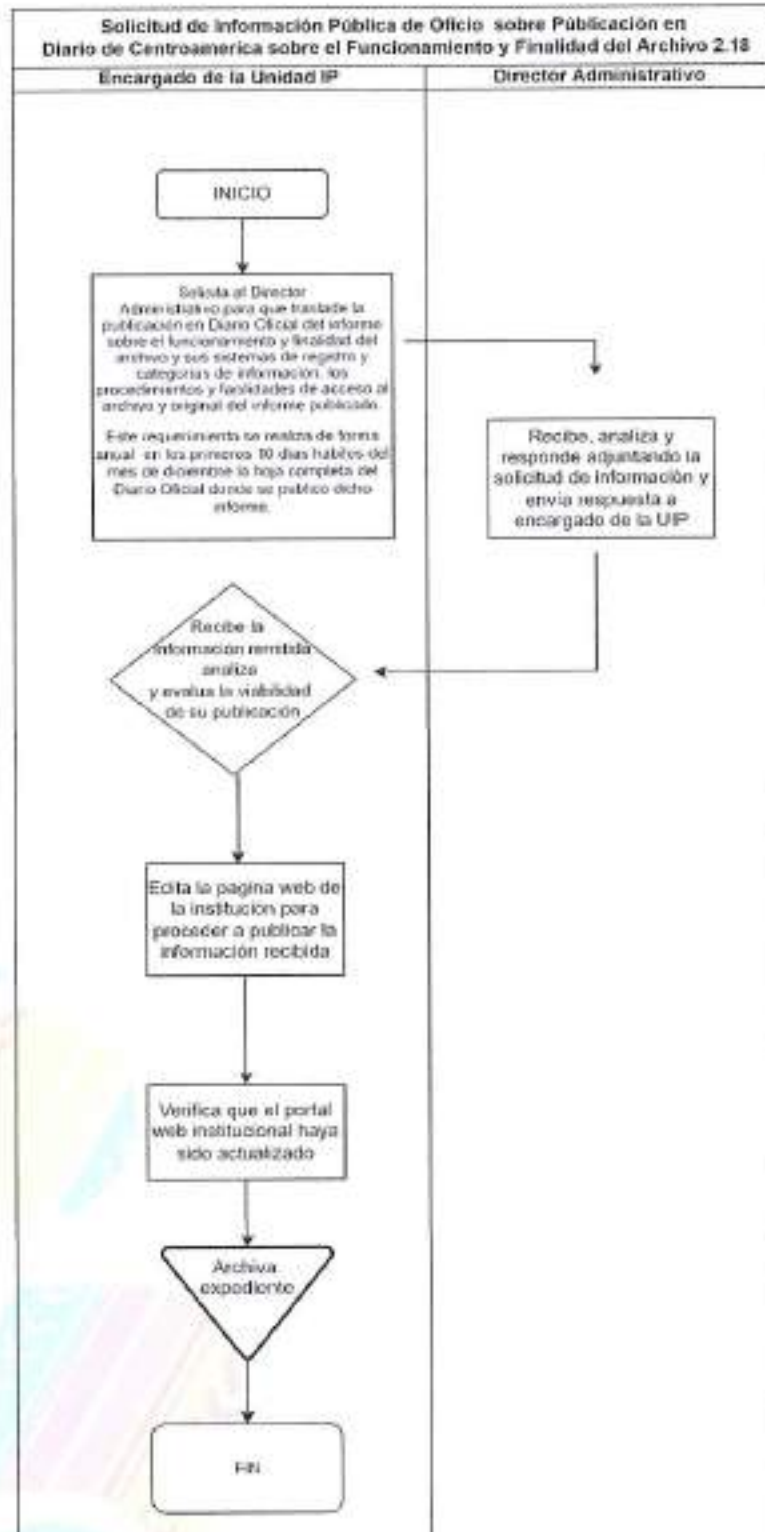 Solicitud de Información Pública de Oficio sobre Públicación en
Diario de Centroamerica sobre el Funcionamiento y Finalidad del Archivo 2.18
Encargado de la Unidad IP
Director Administrativo
INICIO
Solicita al Director
Administrativo para que traslade la
publicación en Diario Oficial del informe
sobre el funcionamiento y finalidad del
archivo y sus sistemas de registro y
categorías de información, los
procedimientos y facilidades de acceso al
archivo y original del informe publicado.
Este requerimiento se realiza de forma
anual en los primeros 10 días hábiles del
mes de diciembre la hoja completa del
Diario Oficial donde se publico dicho
informe.
Recibe, analiza y
responde adjuntando la
solicitud de información y
envía respuesta a
encargado de la UIP
Recibe la
información remitida
analiza
y evalua la viabilidad
de su publicación
Edita la pagina web de
la institución para
proceder a publicar la
información recibida
Verifica que el portal
web institucional haya
sido actualizado
Archiva
expediente
FIN